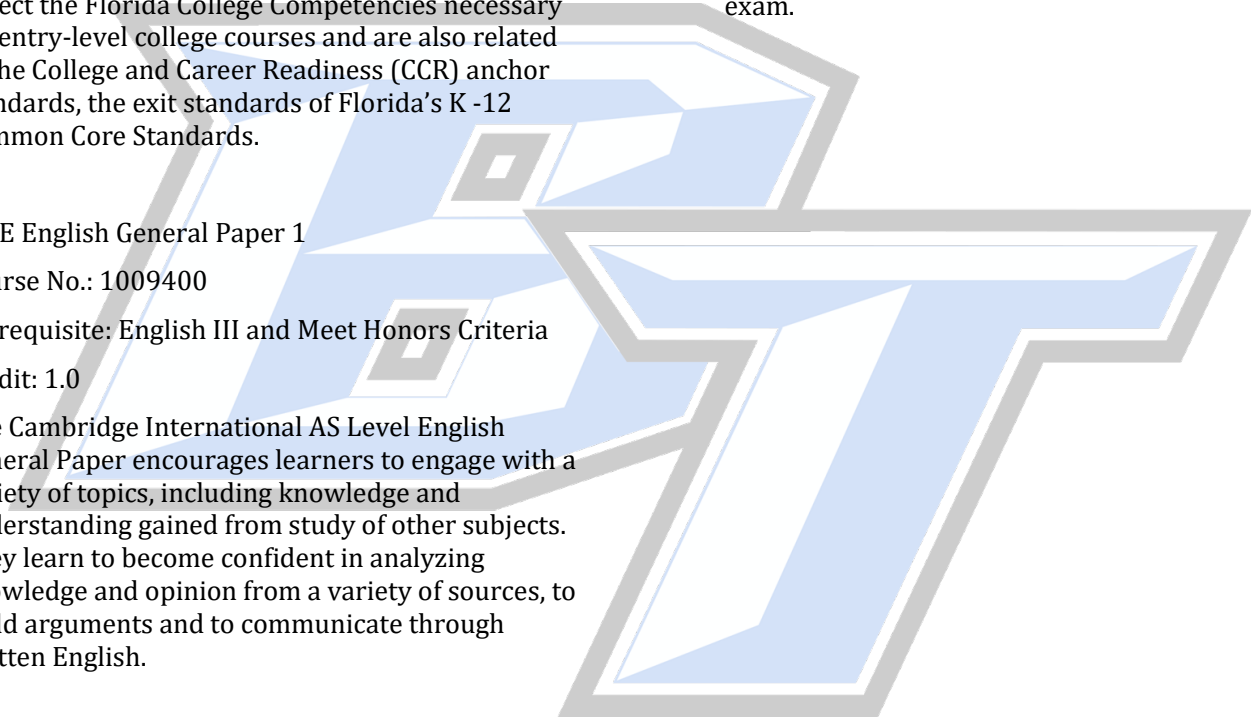 ect the Florida College Competencies necessary
entry-level college courses and are also related
he College and Career Readiness (CCR) anchor
ndards, the exit standards of Florida's K -12
mmon Core Standards.
E English General Paper 1
urse No.: 1009400
requisite: English III and Meet Honors Criteria
dit: 1.0
e Cambridge International AS Level English
neral Paper encourages learners to engage with a
iety of topics, including knowledge and
derstanding gained from study of other subjects.
ey learn to become confident in analyzing
owledge and opinion from a variety of sources, to
ld arguments and to communicate through
tten English.
exam.
BT